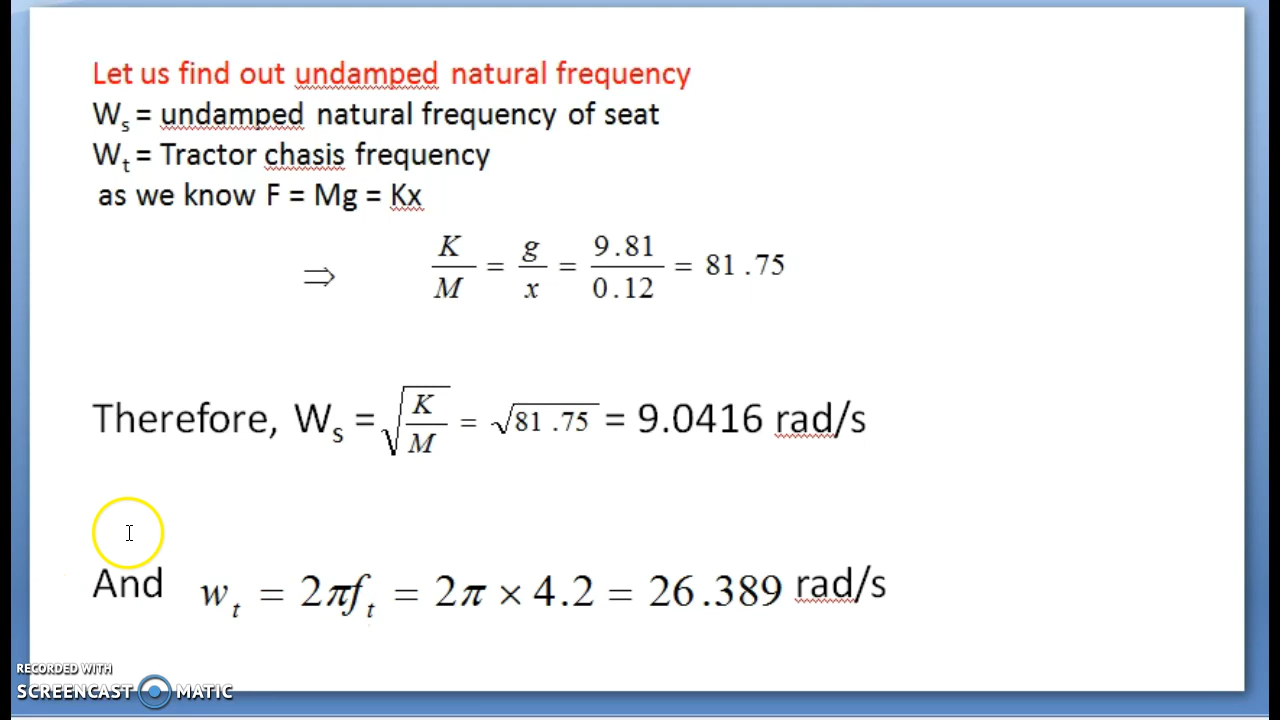 Let us find out undamped natural frequency
Ws = undamped natural frequency of seat
Wt = Tractor chasis frequency
as we know F = Mg = Kx
⇒ K/M = g/x = 9.81/0.12 = 81.75
Therefore, Ws = √(K/M) = √81.75 = 9.0416 rad/s
And wt = 2πft = 2π × 4.2 = 26.389 rad/s
RECORDED WITH
SCREENCAST MATIC